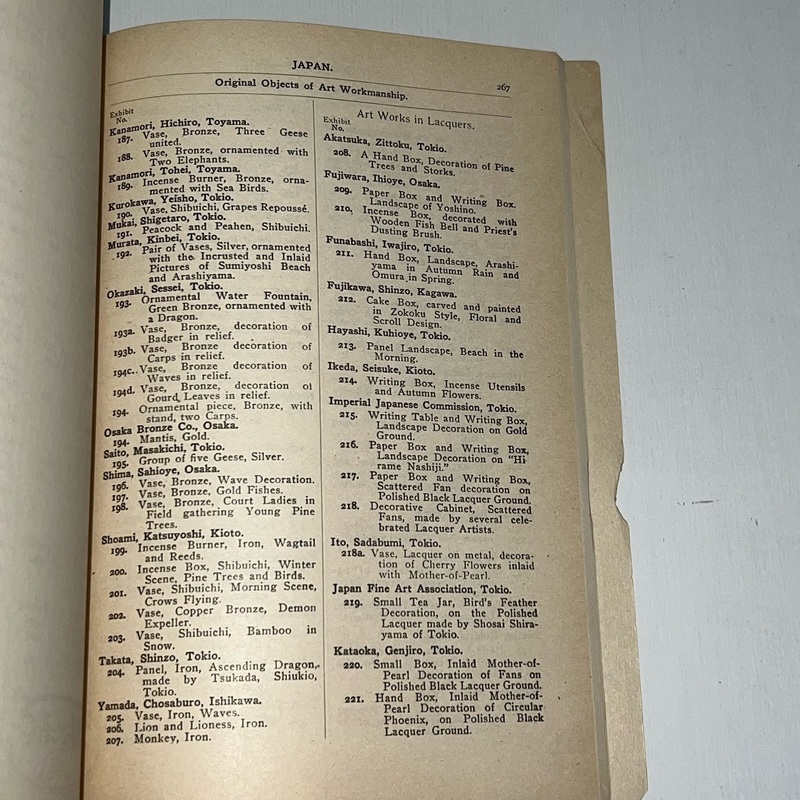 JAPAN.
Original Objects of Art Workmanship.
267
Exhibit
No.
Kanamori, Hichiro, Toyama.
187. Vase, Bronze, Three Geese
united.
188. Vase, Bronze, ornamented with
Two Elephants.
Kanamori, Tohei, Toyama.
189. Incense Burner, Bronze, orna-
mented with Sea Birds.
Kurokawa, Yeisho, Tokio.
190. Vase, Shibuichi, Grapes Repoussé.
Mukai, Shigetaro, Tokio.
191. Peacock and Peahen, Shibuichi.
Murata, Kinbei, Tokio.
192. Pair of Vases, Silver, ornamented
with the Incrusted and Inlaid
Pictures of Sumiyoshi Beach
and Arashiyama.
Okazaki, Sessei, Tokio.
193. Ornamental Water Fountain,
Green Bronze, ornamented with
a Dragon.
193a. Vase, Bronze, decoration of
Badger in relief.
193b. Vase, Bronze decoration of
Carps in relief.
194c. Vase, Bronze, decoration of
Waves in relief.
194d. Vase, Bronze, decoration of
Gourd Leaves in relief.
194. Ornamental piece, Bronze, with
stand, two Carps.
Osaka Bronze Co., Osaka.
194. Mantis, Gold.
Saito, Masakichi, Tokio.
195. Group of five Geese, Silver.
Shima, Sahioye, Osaka.
196. Vase, Bronze, Wave Decoration.
197. Vase, Bronze, Gold Fishes.
198. Vase, Bronze, Court Ladies in
Field gathering Young Pine
Trees.
Shoami, Katsuyoshi, Kioto.
199. Incense Burner, Iron, Wagtail
and Reeds.
200. Incense Box, Shibuichi, Winter
Scene, Pine Trees and Birds.
201. Vase, Shibuichi, Morning Scene,
Crows Flying.
202. Vase, Copper Bronze, Demon
Expeller.
203. Vase, Shibuichi, Bamboo in
Snow.
Takata, Shinzo, Tokio.
204. Panel, Iron, Ascending Dragon,
made by Tsukada, Shiukio,
Tokio.
Yamada, Chosaburo, Ishikawa.
205. Vase, Iron, Waves.
206. Lion and Lioness, Iron.
207. Monkey, Iron.
Art Works in Lacquers.
Exhibit
No.
Akatsuka, Zittoku, Tokio.
208. A Hand Box, Decoration of Pine
Trees and Storks.
Fujiwara, Ihioye, Osaka.
209. Paper Box and Writing Box.
Landscape of Yoshino.
210. Incense Box, decorated with
Wooden Fish Bell and Priest's
Dusting Brush.
Funabashi, Iwajiro, Tokio.
211. Hand Box, Landscape, Arashi-
yama in Autumn Rain and
Omura in Spring.
Fujikawa, Shinzo, Kagawa.
212. Cake Box, carved and painted
in Zokoku Style, Floral and
Scroll Design.
Hayashi, Kuhioye, Tokio.
213. Panel Landscape, Beach in the
Morning.
Ikeda, Seisuke, Kioto.
214. Writing Box, Incense Utensils
and Autumn Flowers.
Imperial Japanese Commission, Tokio.
215. Writing Table and Writing Box,
Landscape Decoration on Gold
Ground.
216. Paper Box and Writing Box,
Landscape Decoration on "Hi
rame Nashiji."
217. Paper Box and Writing Box,
Scattered Fan decoration on
Polished Black Lacquer Ground.
218. Decorative Cabinet, Scattered
Fans, made by several cele-
brated Lacquer Artists.
Ito, Sadabumi, Tokio.
218a. Vase, Lacquer on metal, decora-
tion of Cherry Flowers inlaid
with Mother-of-Pearl.
Japan Fine Art Association, Tokio.
219. Small Tea Jar, Bird's Feather
Decoration, on the Polished
Lacquer made by Shosai Shira-
yama of Tokio.
Kataoka, Genjiro, Tokio.
220. Small Box, Inlaid Mother-of-
Pearl Decoration of Fans on
Polished Black Lacquer Ground.
221. Hand Box, Inlaid Mother-of-
Pearl Decoration of Circular
Phoenix, on Polished Black
Lacquer Ground.